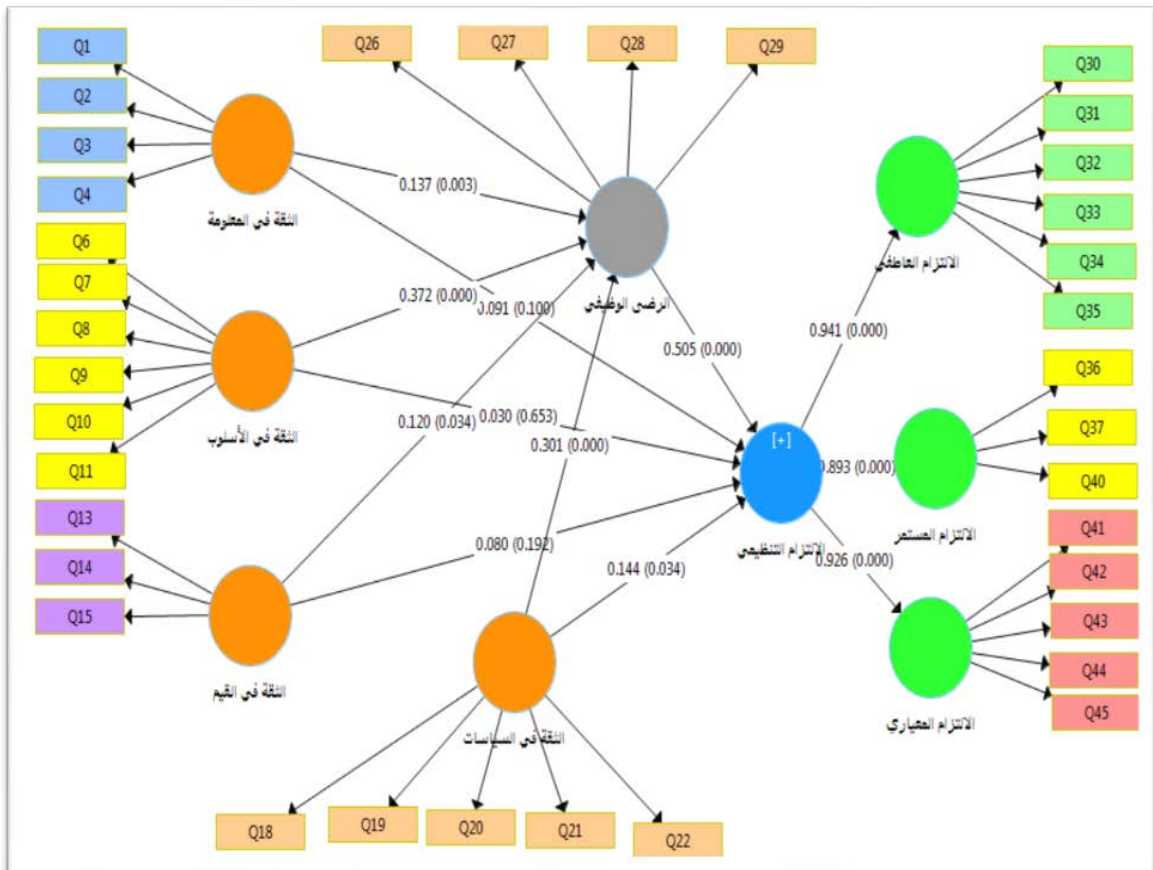 Q1
Q2
Q3
Q4
Q6
Q7
Q8
Q9
Q10
Q11
Q13
Q14
Q15
Q26
Q27
Q28
Q29
Q30
Q31
Q32
Q33
Q34
Q35
Q36
Q37
Q40
Q41
Q42
Q43
Q44
Q45
Q18
Q19
Q20
Q21
Q22
الثقة في المعلومة
الثقة في الأسلوب
الثقة في القيم
الثقة في السياسات
الرضى الوظيفي
[+]
الالتزام التنظيمي
الالتزام العاطفي
الالتزام المستمر
الالتزام المعياري
0.137 (0.003)
0.372 (0.000)
0.091 (0.100)
0.120 (0.034)
0.030 (0.653)
0.301 (0.000)
0.080 (0.192)
0.144 (0.034)
0.505 (0.000)
0.941 (0.000)
0.893 (0.000)
0.926 (0.000)